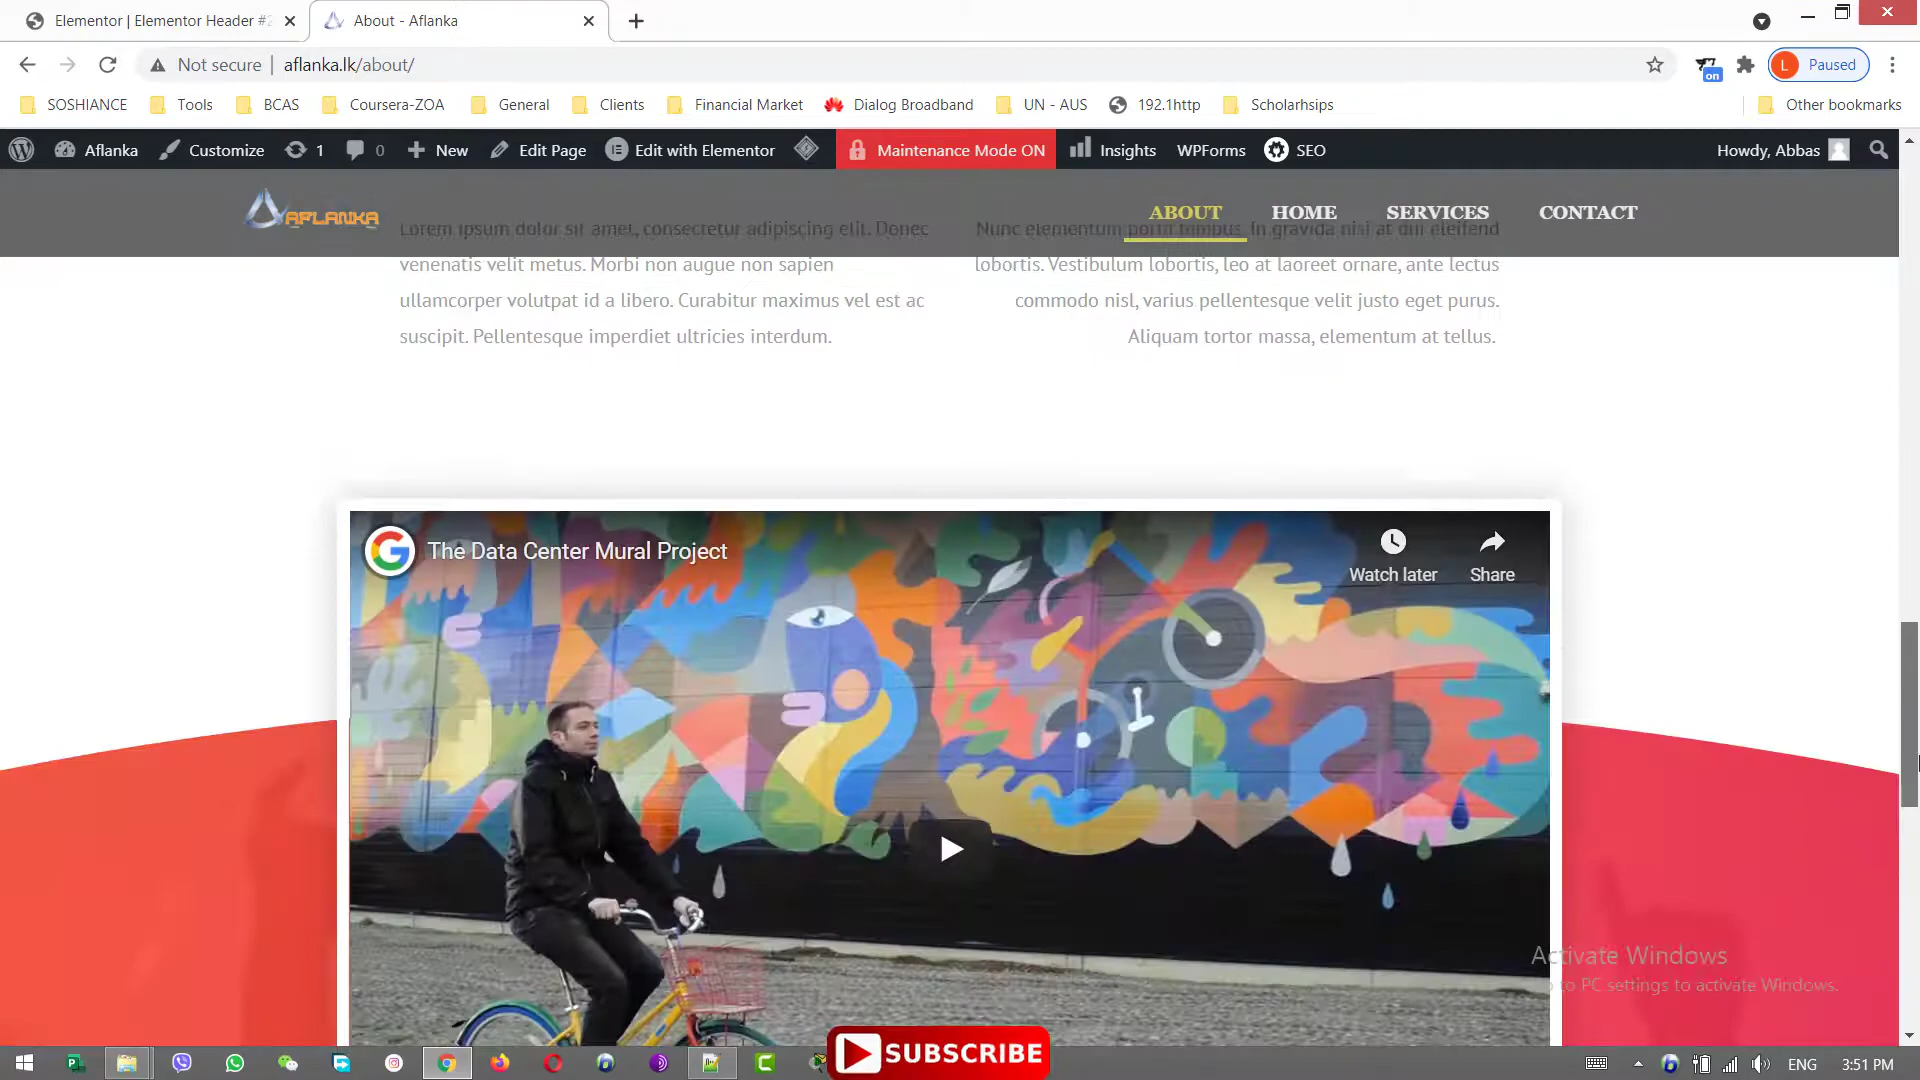 Elementor | Elementor Header #2
About - Aflanka
Not secure
aflanka.lk/about/
L Paused
on
SOSHIANCE
Tools
BCAS
Coursera-ZOA
General
Clients
Financial Market
Dialog Broadband
UN - AUS
192.1http
Scholarhsips
Other bookmarks
Aflanka
Customize
1
0
New
Edit Page
Edit with Elementor
Maintenance Mode ON
Insights
WPForms
SEO
Howdy, Abbas
AFLANKA
ABOUT
HOME
SERVICES
CONTACT
Lorem ipsum dolor sit amet, consectetur adipiscing elit. Donec
venenatis velit metus. Morbi non augue non sapien
ullamcorper volutpat id a libero. Curabitur maximus vel est ac
suscipit. Pellentesque imperdiet ultricies interdum.
Nunc elementum porta finibus. In gravida nisi at dui eleifend
lobortis. Vestibulum lobortis, leo at laoreet ornare, ante lectus
commodo nisl, varius pellentesque velit justo eget purus.
Aliquam tortor massa, elementum at tellus.
The Data Center Mural Project
Watch later
Share
Activate Windows
to PC settings to activate Windows.
SUBSCRIBE
ENG
3:51 PM